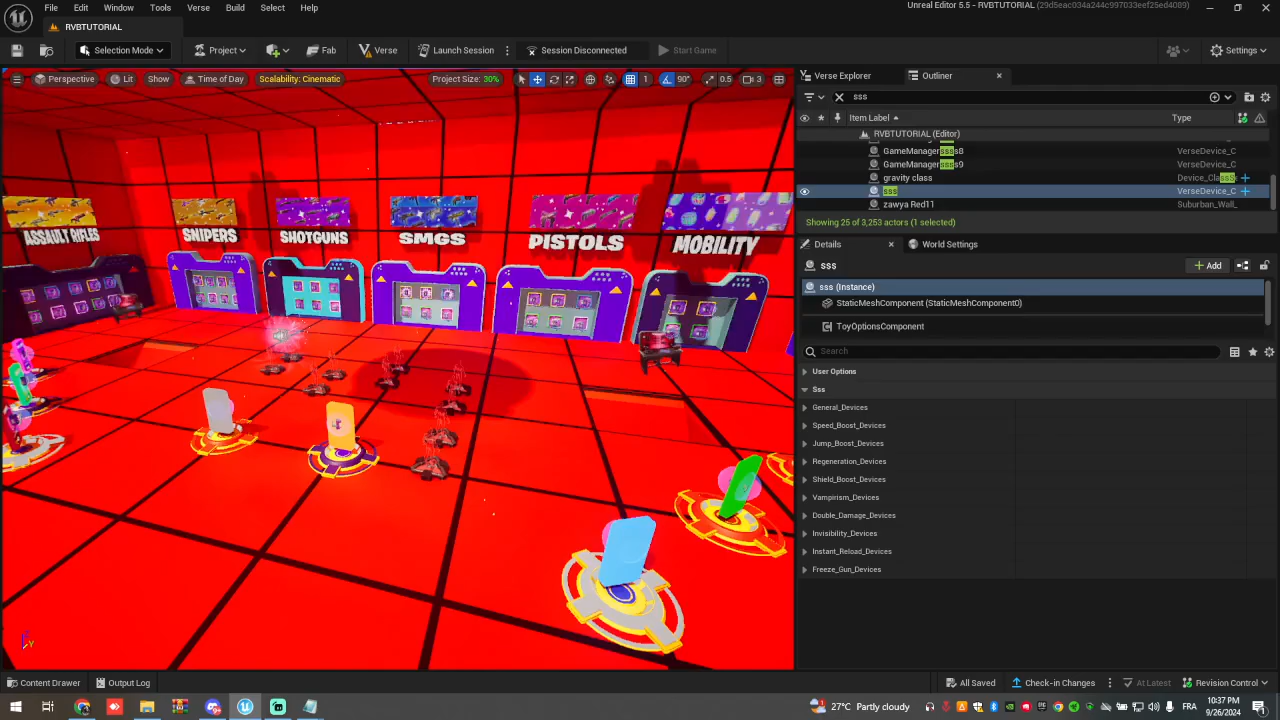 File Edit Window Tools Verse Build Select Help
Unreal Editor 5.5 - RVBTUTORIAL (29d5eac034a244c997033eef25ed4089)
RVBTUTORIAL
Selection Mode Project Fab Verse Launch Session Session Disconnected Start Game Settings
Perspective Lit Show Time of Day Scalability: Cinematic Project Size: 30% 1 90° 0.5 3
Verse Explorer Outliner
sss
Item Label Type
RVBTUTORIAL (Editor)
GameManagersss8 VerseDevice_C
GameManagersss9 VerseDevice_C
gravity class Device_Class
sss VerseDevice_C
zawya Red11 Suburban_Wall_
Showing 25 of 3,253 actors (1 selected)
Details World Settings
sss
Add
sss (Instance)
StaticMeshComponent (StaticMeshComponent0)
ToyOptionsComponent
Search
User Options
Sss
General_Devices
Speed_Boost_Devices
Jump_Boost_Devices
Regeneration_Devices
Shield_Boost_Devices
Vampirism_Devices
Double_Damage_Devices
Invisibility_Devices
Instant_Reload_Devices
Freeze_Gun_Devices
ASSAULT RIFLES
SNIPERS
SHOTGUNS
SMGS
PISTOLS
MOBILITY
Y
Content Drawer Output Log All Saved Check-in Changes At Latest Revision Control
27°C Partly cloudy FRA 10:37 PM
9/26/2024